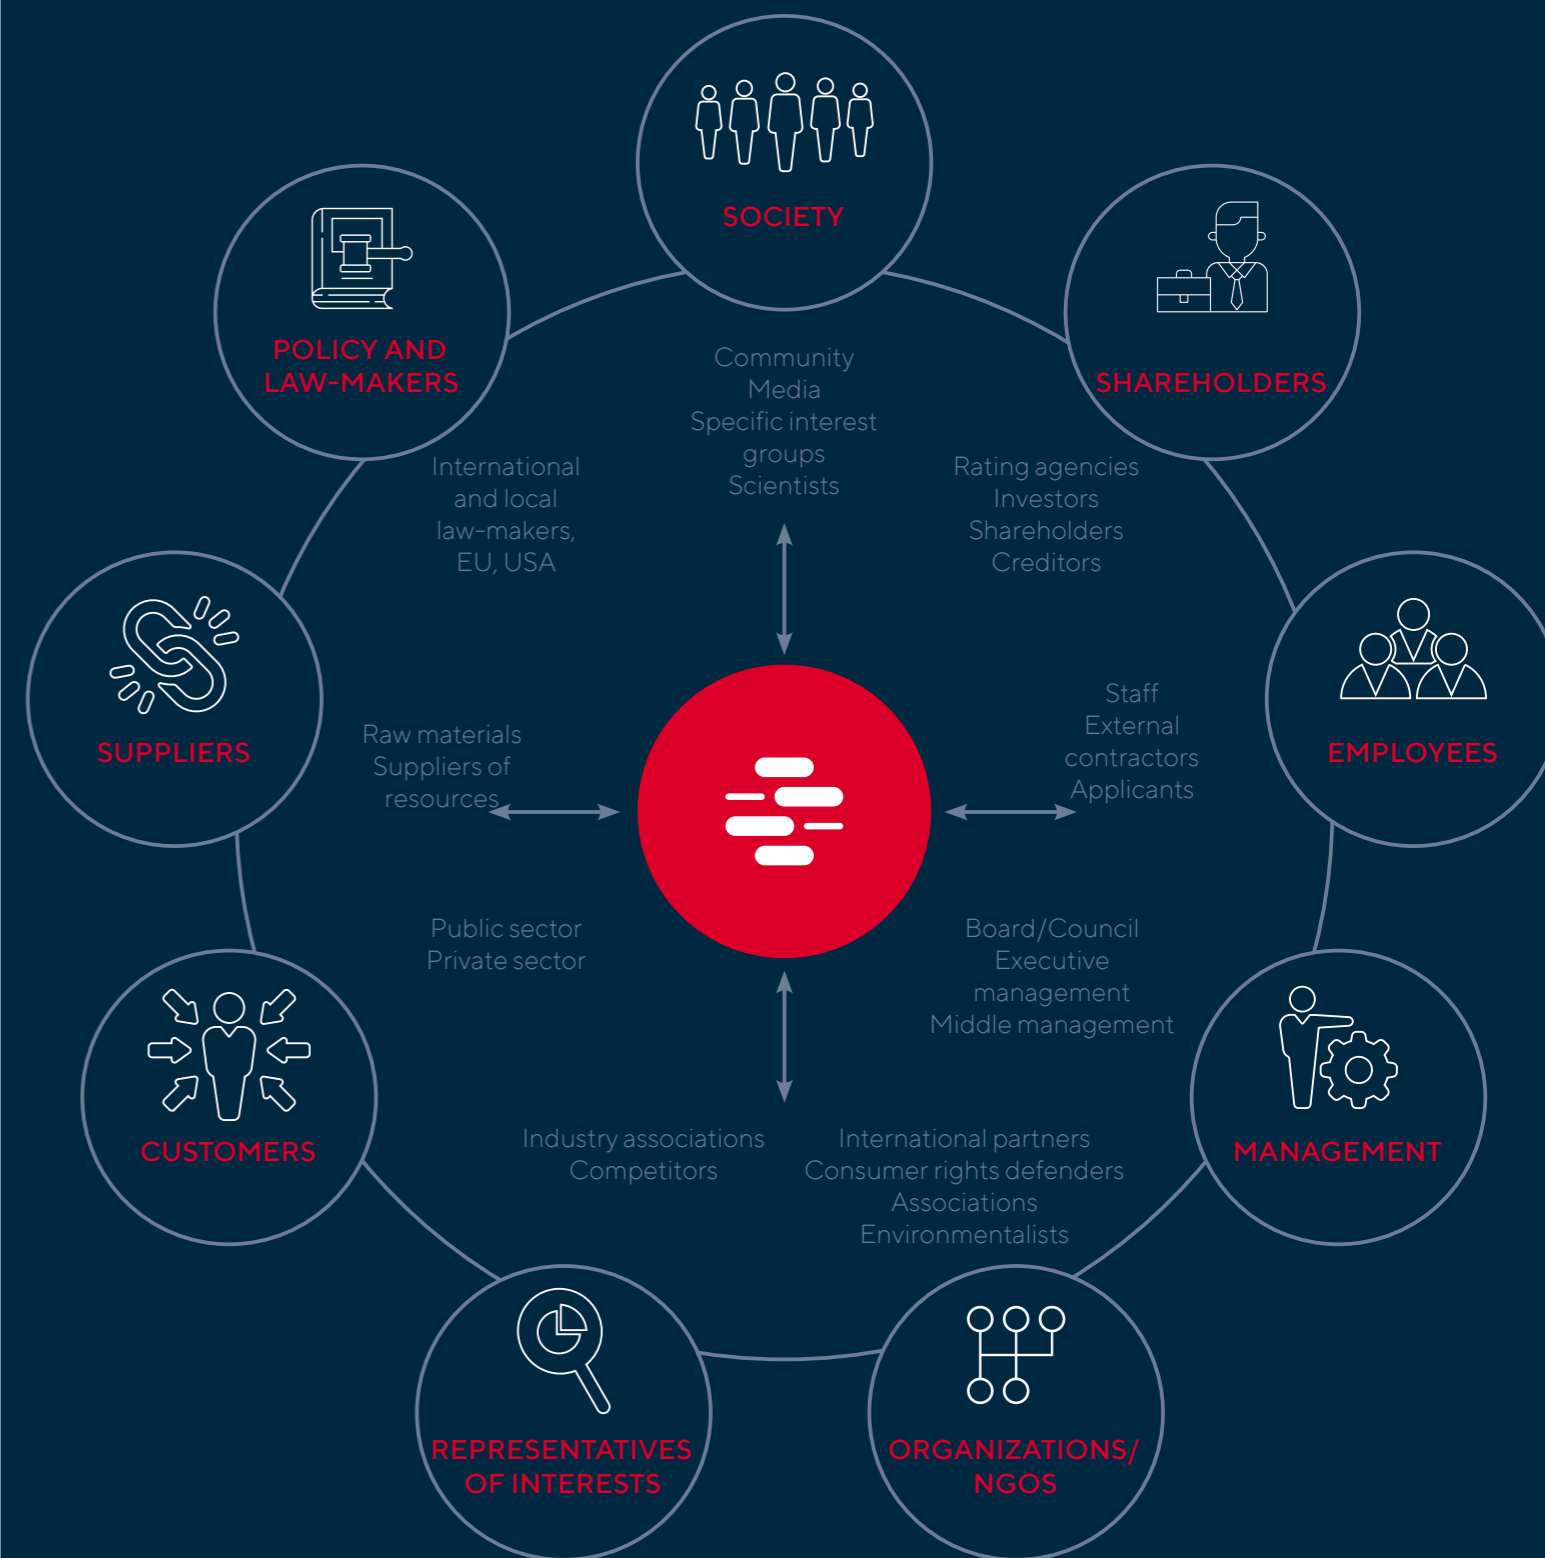 SOCIETY
Community
Media
Specific interest
groups
Scientists
SHAREHOLDERS
Rating agencies
Investors
Shareholders
Creditors
EMPLOYEES
Staff
External
contractors
Applicants
MANAGEMENT
Board/Council
Executive
management
Middle management
ORGANIZATIONS/
NGOS
International partners
Consumer rights defenders
Associations
Environmentalists
REPRESENTATIVES
OF INTERESTS
Industry associations
Competitors
CUSTOMERS
Public sector
Private sector
SUPPLIERS
Raw materials
Suppliers of
resources
POLICY AND
LAW-MAKERS
International
and local
law-makers,
EU, USA